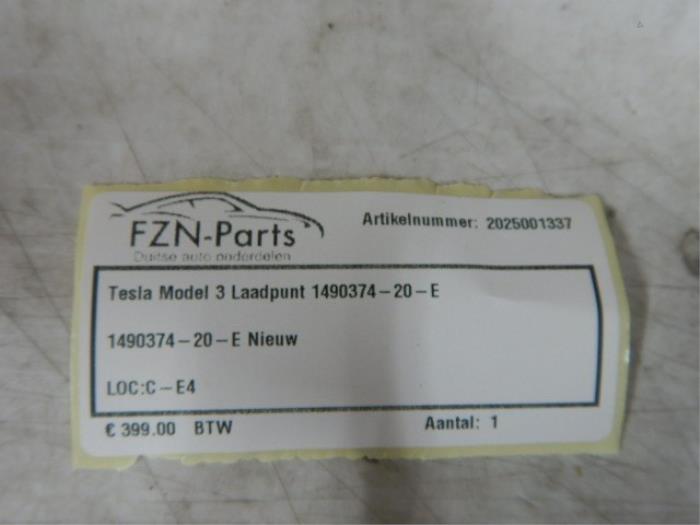 FZN-Parts
Duitse auto onderdelen
Artikelnummer: 2025001337
Tesla Model 3 Laadpunt 1490374-20-E
1490374-20-E Nieuw
LOC:C-E4
€ 399.00 BTW
Aantal: 1